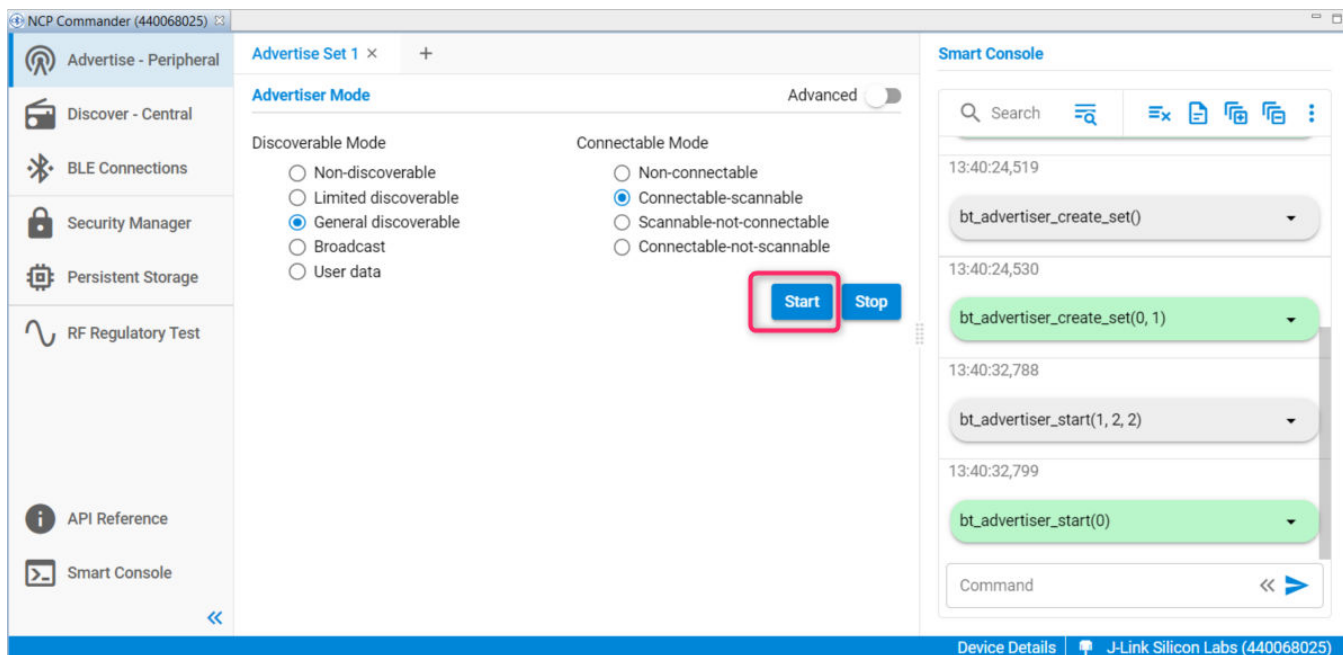 NCP Commander (440068025)
Advertise - Peripheral
Discover - Central
BLE Connections
Security Manager
Persistent Storage
RF Regulatory Test
API Reference
Smart Console
Advertise Set 1
Advertiser Mode
Advanced
Discoverable Mode
Non-discoverable
Limited discoverable
General discoverable
Broadcast
User data
Connectable Mode
Non-connectable
Connectable-scannable
Scannable-not-connectable
Connectable-not-scannable
Start Stop
Smart Console
Search
13:40:24,519
bt_advertiser_create_set()
13:40:24,530
bt_advertiser_create_set(0, 1)
13:40:32,788
bt_advertiser_start(1, 2, 2)
13:40:32,799
bt_advertiser_start(0)
Command
Device Details J-Link Silicon Labs (440068025)